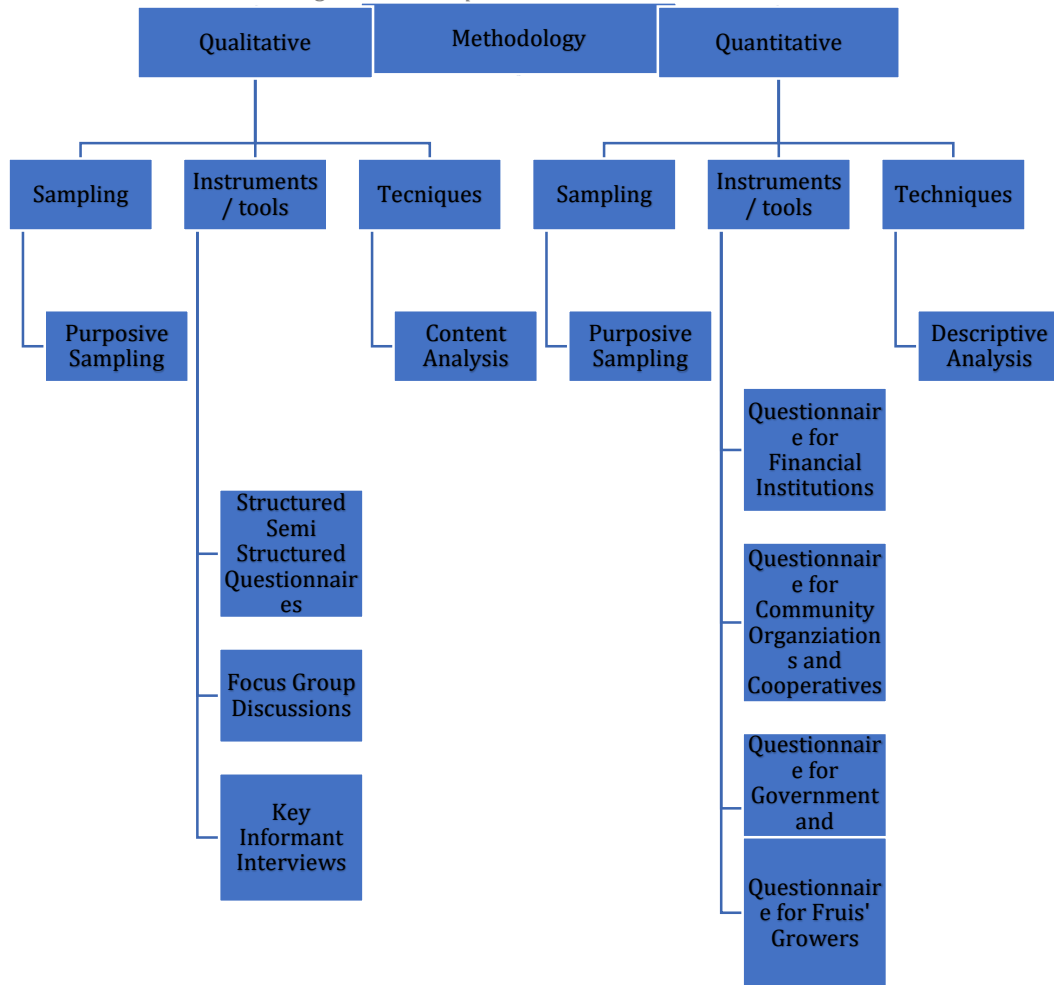 Qualitative
Methodology
Quantitative
Sampling
Instruments
/ tools
Tecniques
Sampling
Instruments
/ tools
Techniques
Purposive
Sampling
Content
Analysis
Purposive
Sampling
Descriptive
Analysis
Structured
Semi
Structured
Questionnair
es
Focus Group
Discussions
Key
Informant
Interviews
Questionnair
e for
Financial
Institutions
Questionnair
e for
Community
Organziation
s and
Cooperatives
Questionnair
e for
Government
and
Questionnair
e for Fruis'
Growers